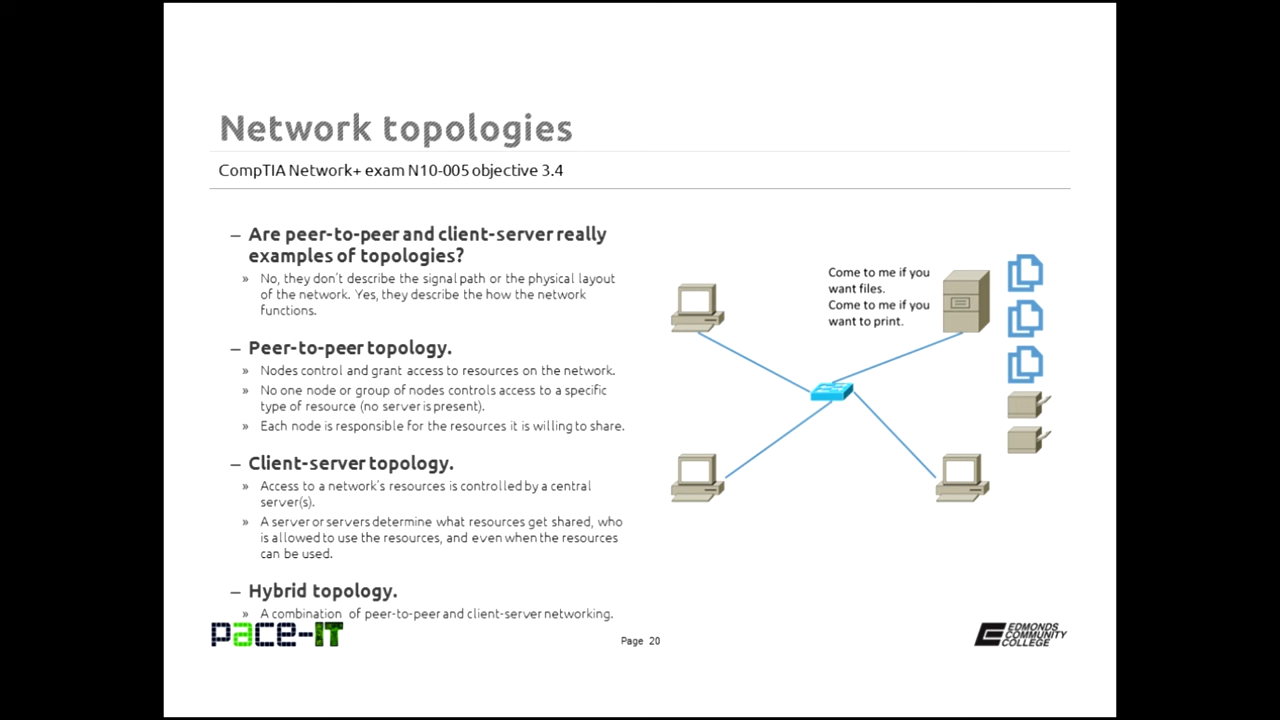 Network topologies
CompTIA Network+ exam N10-005 objective 3.4
– Are peer-to-peer and client-server really
examples of topologies?
» No, they don't describe the signal path or the physical layout
of the network. Yes, they describe the how the network
functions.
– Peer-to-peer topology.
» Nodes control and grant access to resources on the network.
» No one node or group of nodes controls access to a specific
type of resource (no server is present).
» Each node is responsible for the resources it is willing to share.
– Client-server topology.
» Access to a network's resources is controlled by a central
server(s).
» A server or servers determine what resources get shared, who
is allowed to use the resources, and even when the resources
can be used.
– Hybrid topology.
» A combination of peer-to-peer and client-server networking.
Come to me if you
want files.
Come to me if you
want to print.
pace-IT
Page 20
EDMONDS
COMMUNITY
COLLEGE